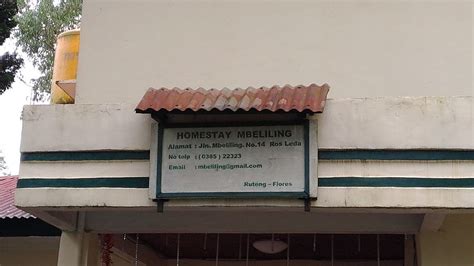 HOMESTAY MBELILING
Alamat : Jln. Mbeliling. No.14 Ros Leda
No telp : (0385) 22323
Email : mbeliling@gmail.com
Ruteng - Flores